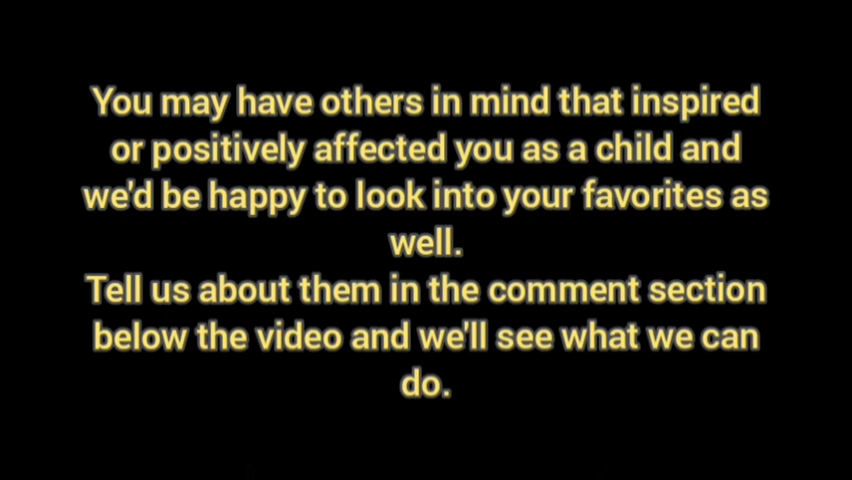 You may have others in mind that inspired
or positively affected you as a child and
we'd be happy to look into your favorites as
well.
Tell us about them in the comment section
below the video and we'll see what we can
do.